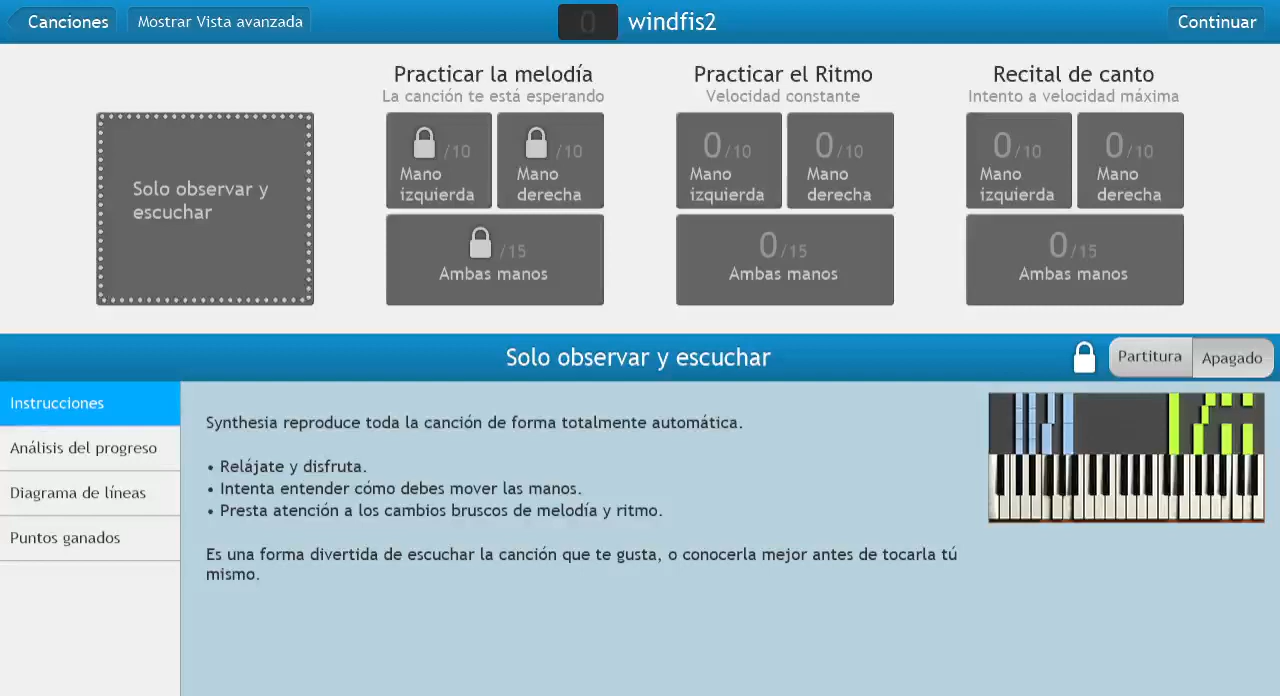 Canciones
Mostrar Vista avanzada
0
windfis2
Continuar
Practicar la melodía
La canción te está esperando
Practicar el Ritmo
Velocidad constante
Recital de canto
Intento a velocidad máxima
Solo observar y
escuchar
/10
Mano
izquierda
/10
Mano
derecha
/15
Ambas manos
0/10
Mano
izquierda
0/10
Mano
derecha
0/15
Ambas manos
0/10
Mano
izquierda
0/10
Mano
derecha
0/15
Ambas manos
Solo observar y escuchar
Partitura
Apagado
Instrucciones
Análisis del progreso
Diagrama de líneas
Puntos ganados
Synthesia reproduce toda la canción de forma totalmente automática.
• Relájate y disfruta.
• Intenta entender cómo debes mover las manos.
• Presta atención a los cambios bruscos de melodía y ritmo.
Es una forma divertida de escuchar la canción que te gusta, o conocerla mejor antes de tocarla tú
mismo.